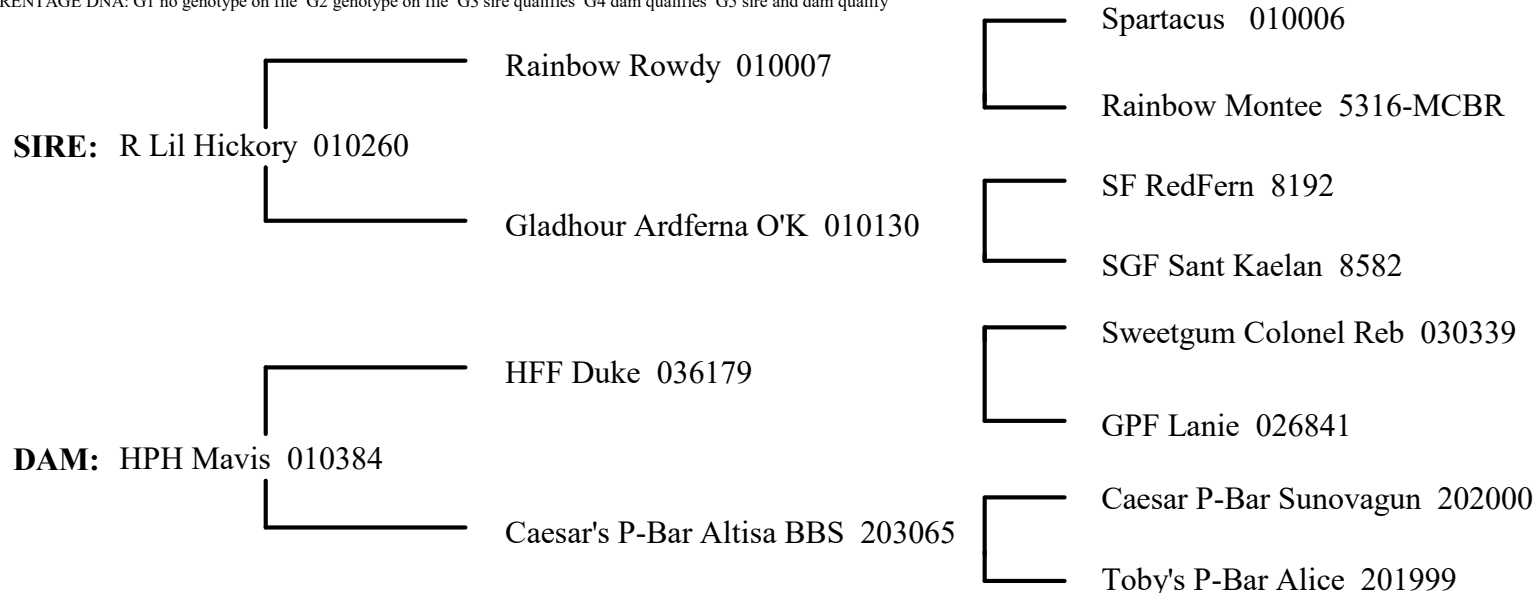 RENTAGE DNA: G1 no genotype on file G2 genotype on file G3 sire qualifies G4 dam qualifies G5 sire and dam qualify
Spartacus 010006
Rainbow Rowdy 010007
Rainbow Montee 5316-MCBR
SIRE: R Lil Hickory 010260
SF RedFern 8192
Gladhour Ardferna O'K 010130
SGF Sant Kaelan 8582
Sweetgum Colonel Reb 030339
HFF Duke 036179
GPF Lanie 026841
DAM: HPH Mavis 010384
Caesar P-Bar Sunovagun 202000
Caesar's P-Bar Altisa BBS 203065
Toby's P-Bar Alice 201999